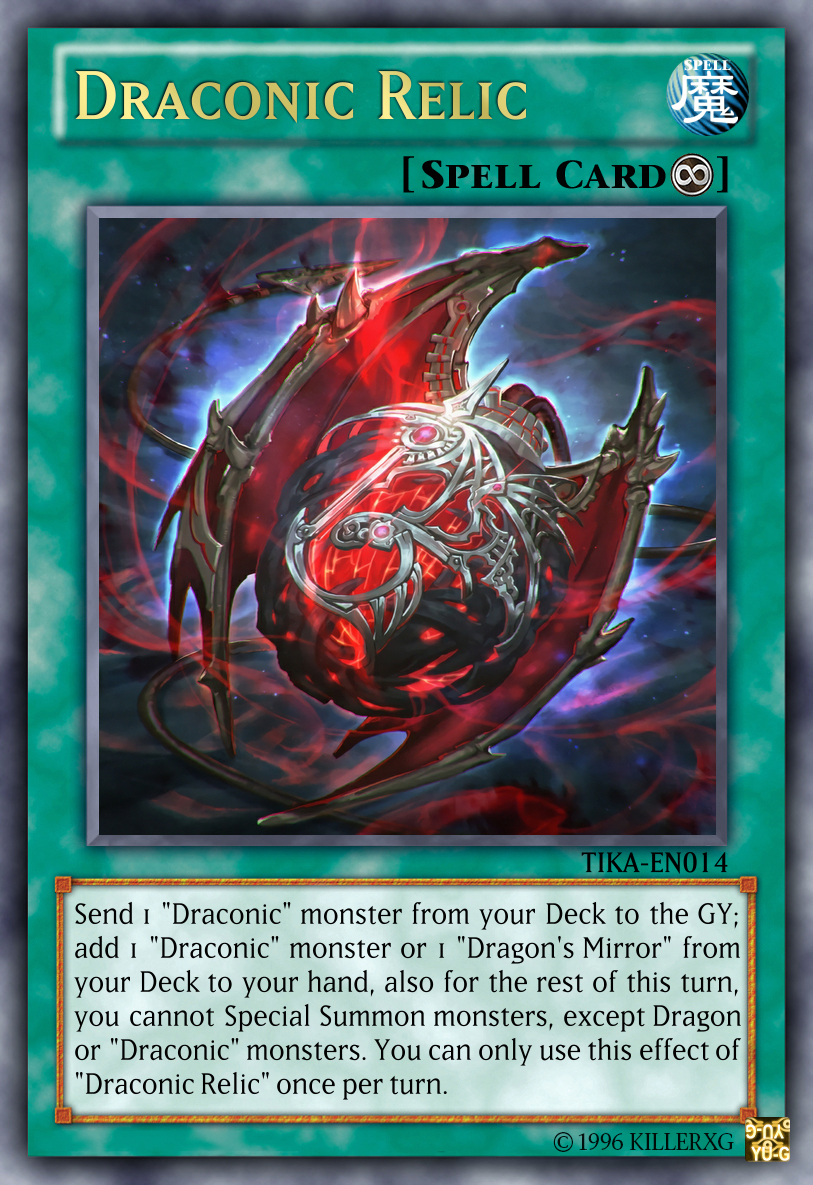 Draconic Relic
SPELL
魔
[Spell Card♾]
TIKA-EN014
Send 1 "Draconic" monster from your Deck to the GY;
add 1 "Draconic" monster or 1 "Dragon's Mirror" from
your Deck to your hand, also for the rest of this turn,
you cannot Special Summon monsters, except Dragon
or "Draconic" monsters. You can only use this effect of
"Draconic Relic" once per turn.
© 1996 KILLERXG